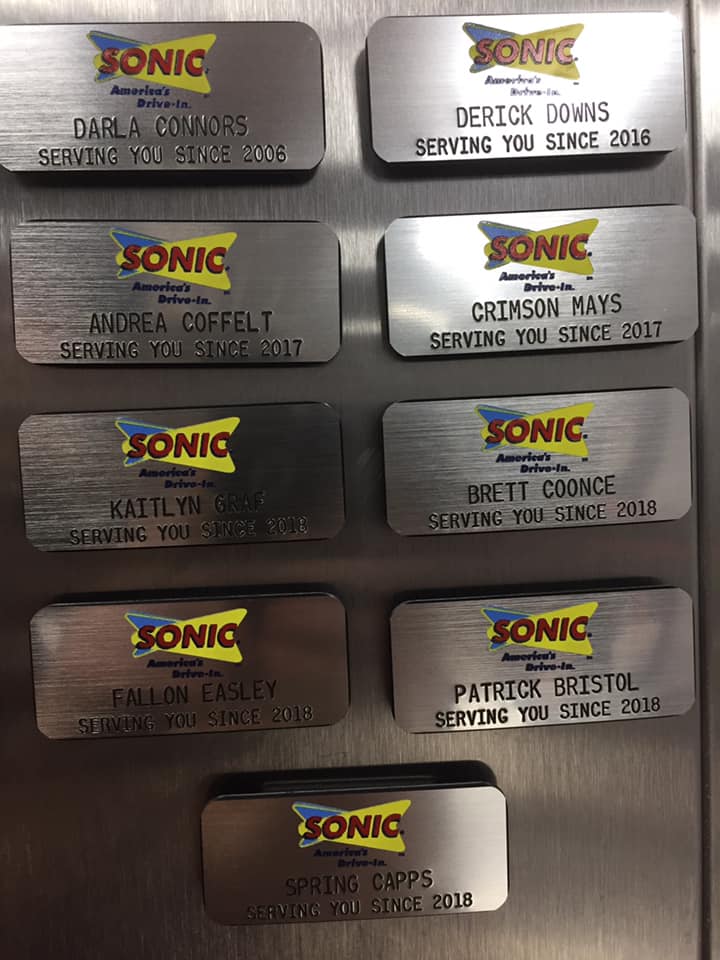 SONIC
America's
Drive-In.
DARLA CONNORS
SERVING YOU SINCE 2006
SONIC
America's
Drive-In.
DERICK DOWNS
SERVING YOU SINCE 2016
SONIC
America's
Drive-In.
ANDREA COFFELT
SERVING YOU SINCE 2017
SONIC
America's
Drive-In.
CRIMSON MAYS
SERVING YOU SINCE 2017
SONIC
America's
Drive-In.
KAITLYN GRAF
SERVING YOU SINCE 2018
SONIC
America's
Drive-In.
BRETT COONCE
SERVING YOU SINCE 2018
SONIC
America's
Drive-In.
FALLON EASLEY
SERVING YOU SINCE 2018
SONIC
America's
Drive-In.
PATRICK BRISTOL
SERVING YOU SINCE 2018
SONIC
America's
Drive-In.
SPRING CAPPS
SERVING YOU SINCE 2018